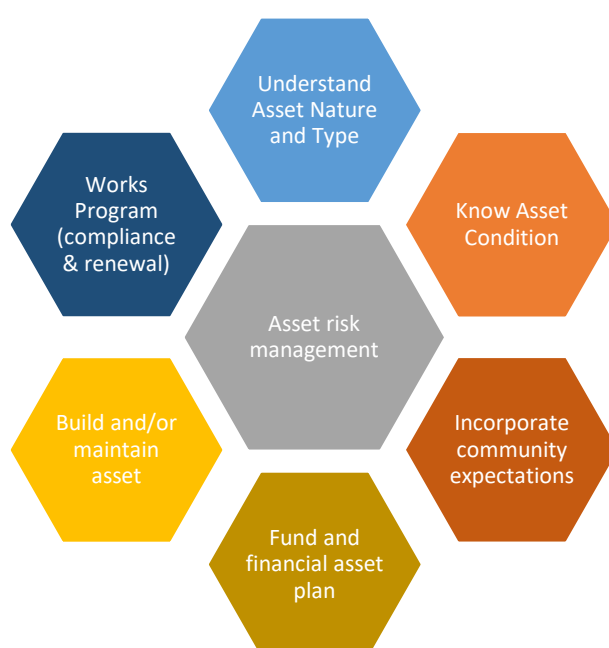 Understand
Asset Nature
and Type
Works
Program
(compliance
& renewal)
Know Asset
Condition
Asset risk
management
Build and/or
maintain
asset
Incorporate
community
expectations
Fund and
financial asset
plan